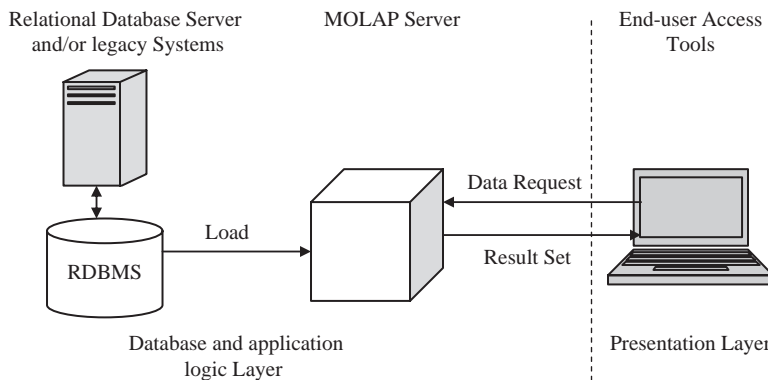 Relational Database Server
and/or legacy Systems
MOLAP Server
End-user Access
Tools
Data Request
Load
RDBMS
Result Set
Database and application
logic Layer
Presentation Layer